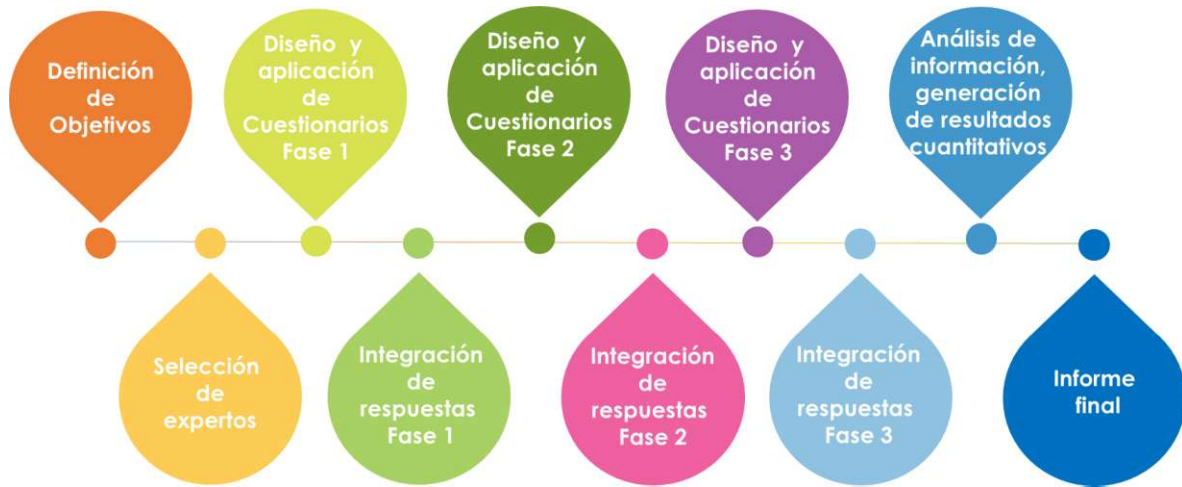 Definición
de
Objetivos
Selección
de
expertos
Diseño y
aplicación
de
Cuestionarios
Fase 1
Integración
de
respuestas
Fase 1
Diseño y
aplicación
de
Cuestionarios
Fase 2
Integración
de
respuestas
Fase 2
Diseño y
aplicación
de
Cuestionarios
Fase 3
Integración
de
respuestas
Fase 3
Análisis de
información,
generación
de resultados
cuantitativos
Informe
final